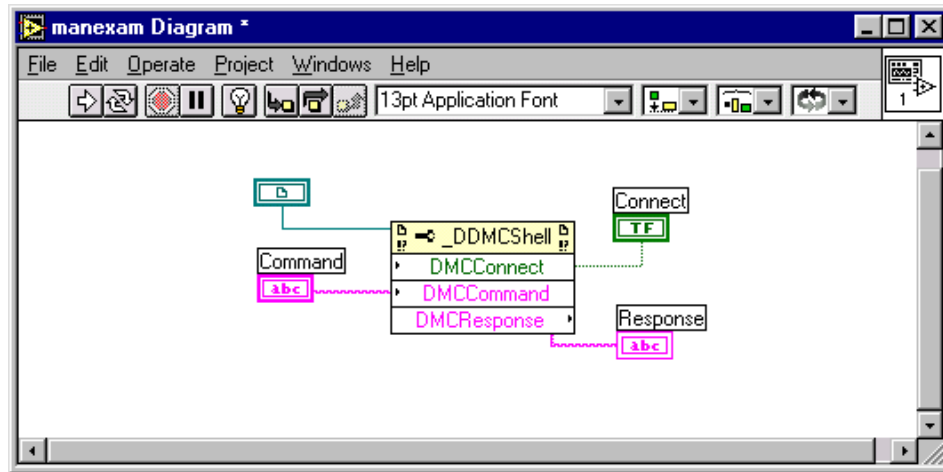 manexam Diagram *
File Edit Operate Project Windows Help
13pt Application Font
1
Connect
TF
_DDMCShell
Command
abc
DMCConnect
DMCCommand
DMCResponse
Response
abc